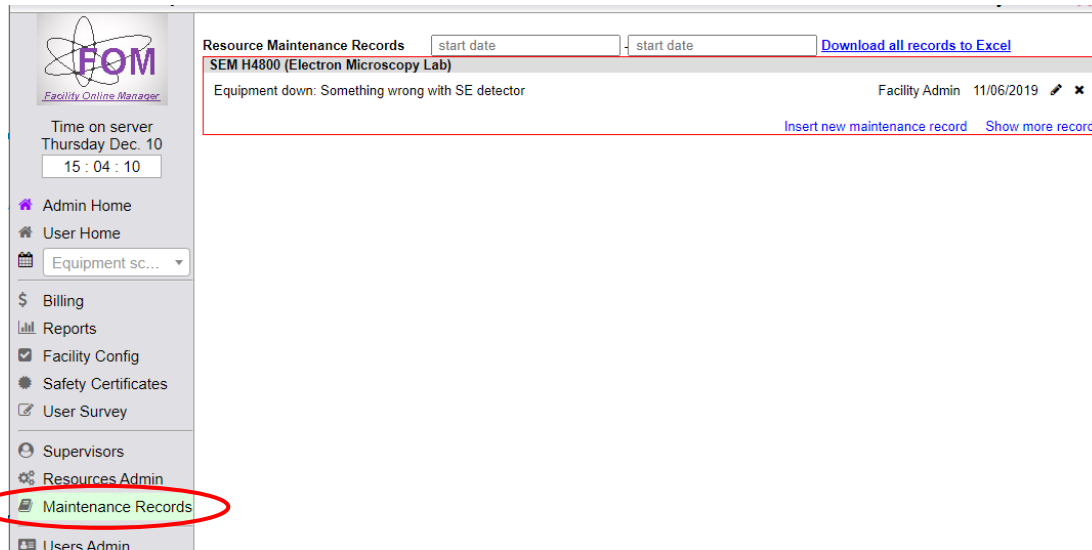 FOM
Facility Online Manager
Time on server
Thursday Dec. 10
15 : 04 : 10
Admin Home
User Home
Equipment sc...
$ Billing
Reports
Facility Config
Safety Certificates
User Survey
Supervisors
Resources Admin
Maintenance Records
Users Admin
Resource Maintenance Records start date - start date Download all records to Excel
SEM H4800 (Electron Microscopy Lab)
Equipment down: Something wrong with SE detector Facility Admin 11/06/2019
Insert new maintenance record Show more record